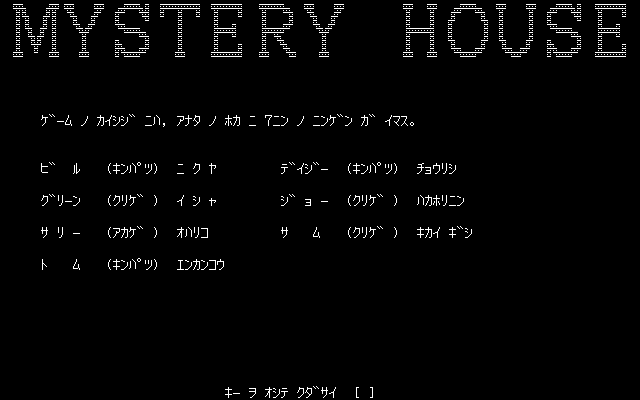 MYSTERY HOUSE
ゲーム ノ カイシジ ニハ, アナタ ノ ホカ ニ 7ニン ノ ニンゲン ガ イマス。
ビ ル (キンパツ) ニ ク ヤ デイジー (キンパツ) チョウリシ
グリーン (クリゲ) イ シ ャ ジ ョ ー (クリゲ) ハカホリニン
サ リ ー (アカゲ) オハリコ サ ム (クリゲ) キカイ ギシ
ト ム (キンパツ) エンカンコウ
キー ヲ オシテ クダサイ [ ]